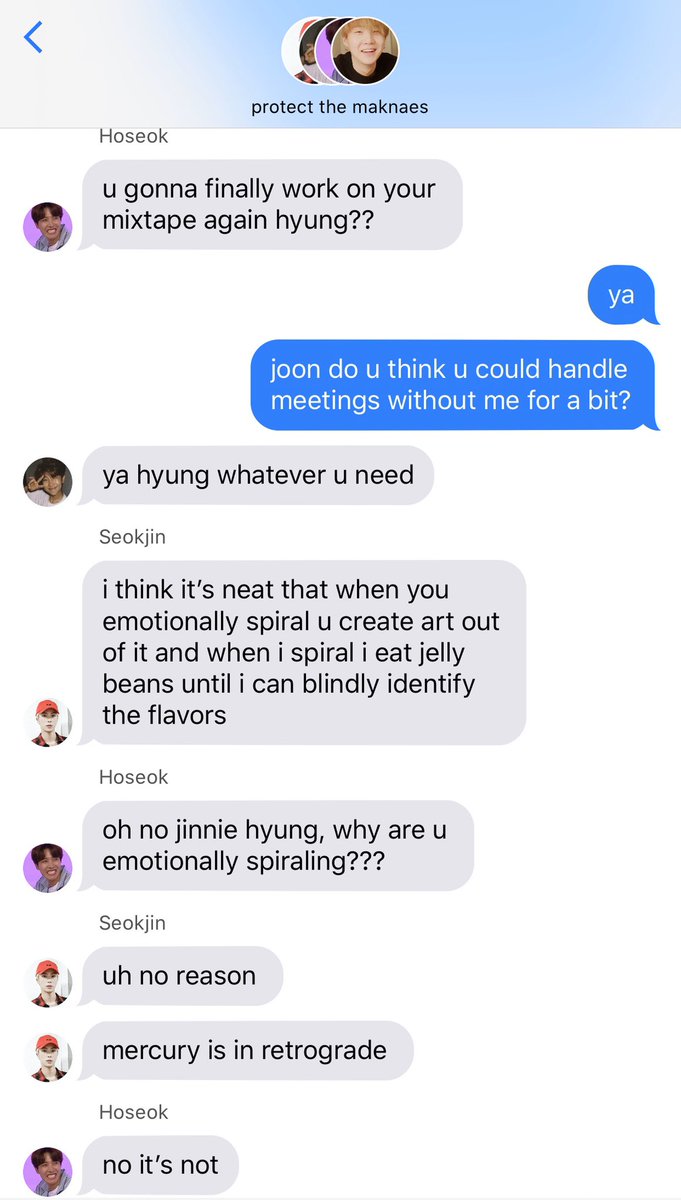 protect the maknaes
Hoseok
u gonna finally work on your
mixtape again hyung??
ya
joon do u think u could handle
meetings without me for a bit?
ya hyung whatever u need
Seokjin
i think it’s neat that when you
emotionally spiral u create art out
of it and when i spiral i eat jelly
beans until i can blindly identify
the flavors
Hoseok
oh no jinnie hyung, why are u
emotionally spiraling???
Seokjin
uh no reason
mercury is in retrograde
Hoseok
no it’s not